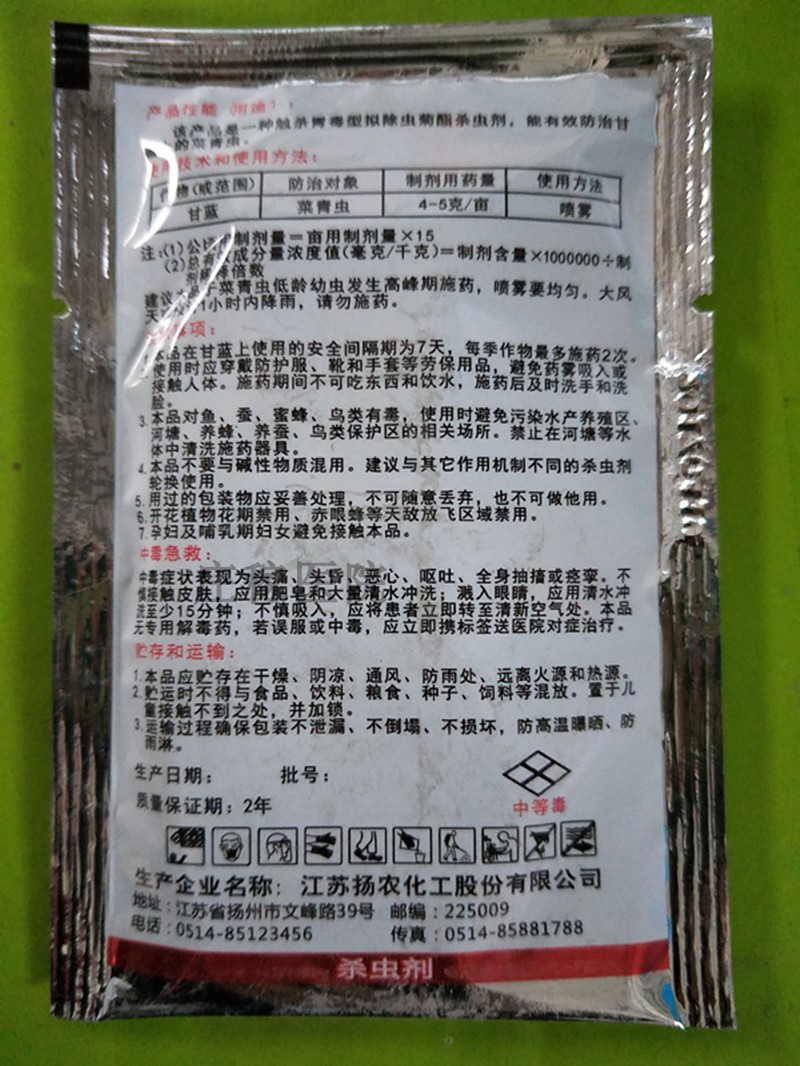 产品性能(用途):
该产品是一种触杀胃毒型拟除虫菊酯杀虫剂,能有效防治甘
的菜青虫。
技术和使用方法:
作物(或范围) 防治对象 制剂用药量 使用方法
甘蓝 菜青虫 4-5克/亩 喷雾
注:(1)公顷用制剂量=亩用制剂量×15
(2)总有效成分量浓度值(毫克/千克)=制剂含量×1000000÷制
剂稀释倍数
建议 于菜青虫低龄幼虫发生高峰期施药,喷雾要均匀。大风
天 1小时内降雨,请勿施药。
事项:
1.本品在甘蓝上使用的安全间隔期为7天,每季作物最多施药2次。
使用时应穿戴防护服、靴和手套等劳保用品,避免药雾吸入或
接触人体。施药期间不可吃东西和饮水,施药后及时洗手和洗
脸。
3.本品对鱼、蚕、蜜蜂、鸟类有毒,使用时避免污染水产养殖区、
河塘、养蜂、养蚕、鸟类保护区的相关场所。禁止在河塘等水
体中清洗施药器具。
4.本品不要与碱性物质混用。建议与其它作用机制不同的杀虫剂
轮换使用。
5.用过的包装物应妥善处理,不可随意丢弃,也不可做他用。
6.开花植物花期禁用、赤眼蜂等天敌放飞区域禁用。
7.孕妇及哺乳期妇女避免接触本品。
中毒急救:
中毒症状表现为头痛、头昏、恶心、呕吐、全身抽搐或痉挛。不
慎接触皮肤,应用肥皂和大量清水冲洗;溅入眼睛,应用清水冲
洗至少15分钟;不慎吸入,应将患者立即转至清新空气处。本品
无专用解毒药,若误服或中毒,应立即携标签送医院对症治疗。
贮存和运输:
1.本品应贮存在干燥、阴凉、通风、防雨处、远离火源和热源。
2.贮运时不得与食品、饮料、粮食、种子、饲料等混放。置于儿
童接触不到之处,并加锁。
3.运输过程确保包装不泄漏、不倒塌、不损坏,防高温曝晒、防
雨淋。
生产日期: 批号:
质量保证期:2年
中等毒
生产企业名称:江苏扬农化工股份有限公司
地址:江苏省扬州市文峰路39号 邮编:225009
电话:0514-85123456 传真:0514-85881788
杀虫剂